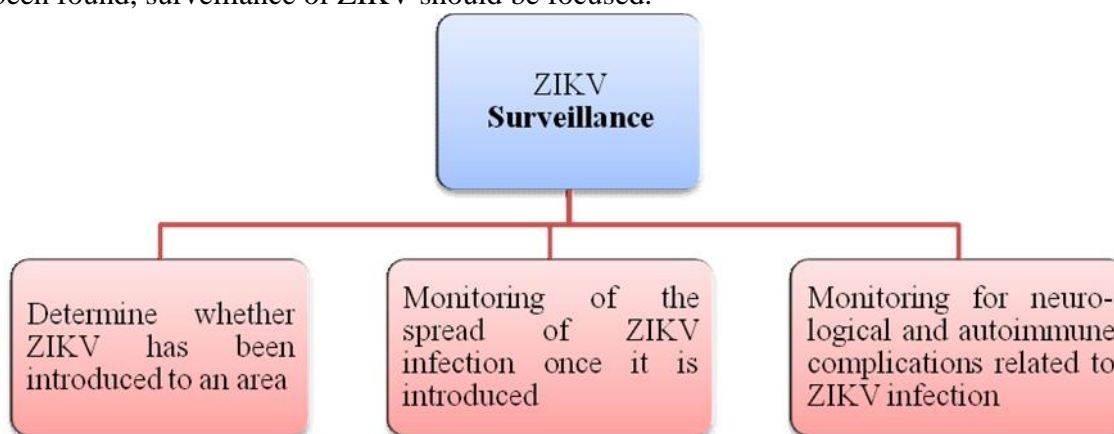 been found, surveillance of ZIKV should be focused.
ZIKV
Surveillance
Determine whether
ZIKV has been
introduced to an area
Monitoring of the
spread of ZIKV
infection once it is
introduced
Monitoring for neuro-
logical and autoimmune
complications related to
ZIKV infection